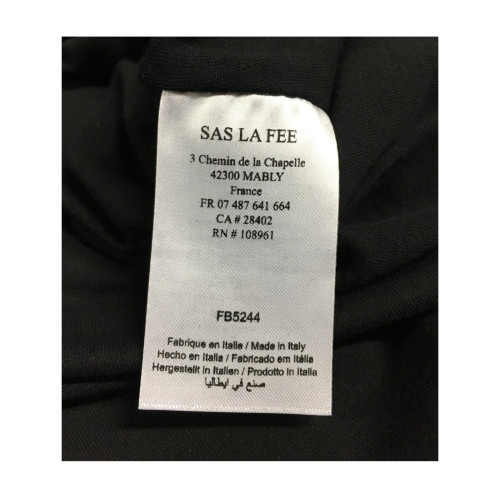 SAS LA FEE
3 Chemin de la Chapelle
42300 MABLY
France
FR 07 487 641 664
CA # 28402
RN # 108961
FB5244
Fabrique en Italie / Made in Italy
Hecho en Italia / Fabricado em Itália
Hergestellt in Italien / Prodotto in Italia
صنع في ايطاليا